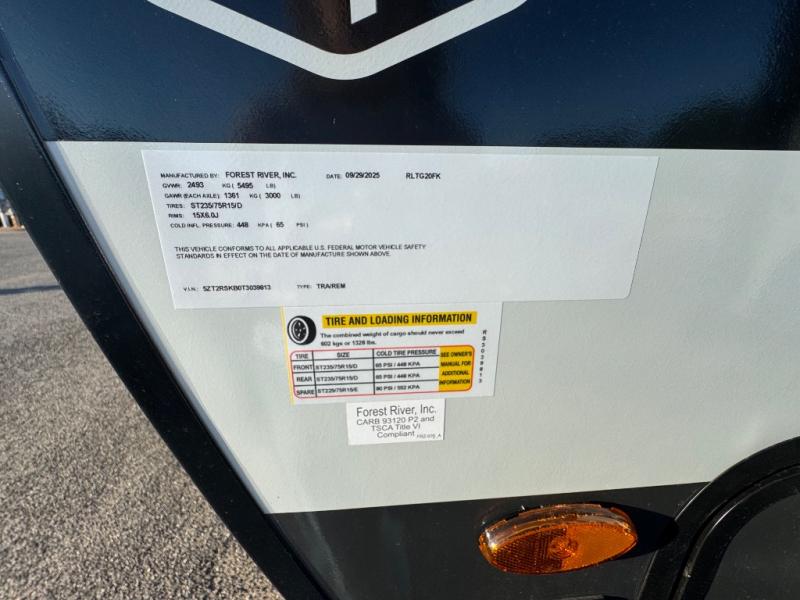 MANUFACTURED BY: FOREST RIVER, INC. DATE: 09/29/2025 RLTG20FK
GVWR: 2493 KG ( 5495 LB)
GAWR (EACH AXLE): 1361 KG ( 3000 LB)
TIRES: ST235/75R15/D
RIMS: 15X6.0J
COLD INFL. PRESSURE: 448 KPA ( 65 PSI )
THIS VEHICLE CONFORMS TO ALL APPLICABLE U.S. FEDERAL MOTOR VEHICLE SAFETY
STANDARDS IN EFFECT ON THE DATE OF MANUFACTURE SHOWN ABOVE.
V.I.N.: 5ZT2RSKB0T3039813 TYPE: TRA/REM
TIRE AND LOADING INFORMATION
The combined weight of cargo should never exceed
602 kgs or 1328 lbs.
TIRE SIZE COLD TIRE PRESSURE
FRONT ST235/75R15/D 65 PSI / 448 KPA
REAR ST235/75R15/D 65 PSI / 448 KPA
SPARE ST225/75R15/E 80 PSI / 552 KPA
SEE OWNER'S
MANUAL FOR
ADDITIONAL
INFORMATION
RS3039813
Forest River, Inc.
CARB 93120 P2 and
TSCA Title VI
Compliant